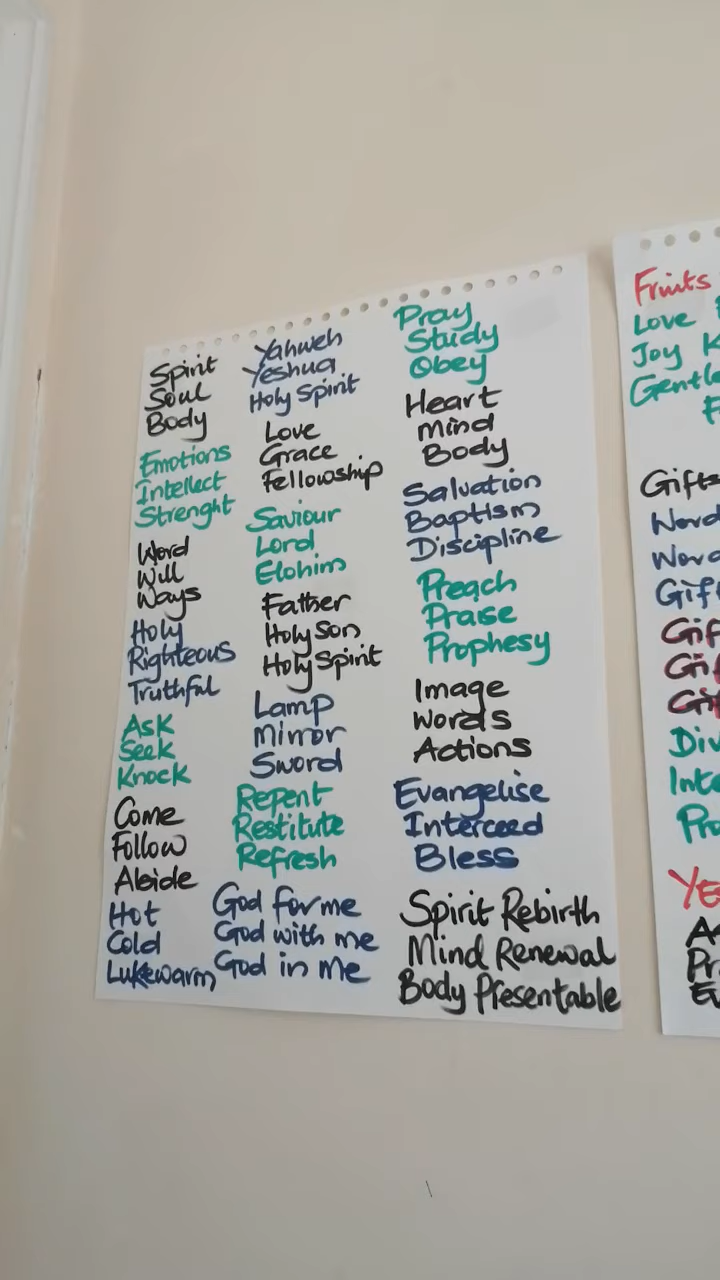 Spirit
Soul
Body
Emotions
Intellect
Strenght
Word
Will
Ways
Holy
Righteous
Truthful
Ask
Seek
Knock
Come
Follow
Abide
Hot
Cold
Lukewarm
Yahweh
Yeshua
Holy Spirit
Love
Grace
Fellowship
Saviour
Lord
Elohim
Father
Holy Son
Holy Spirit
Lamp
Mirror
Sword
Repent
Restitute
Refresh
God for me
God with me
God in me
Pray
Study
Obey
Heart
Mind
Body
Salvation
Baptism
Discipline
Preach
Praise
Prophesy
Image
Words
Actions
Evangelise
Interceed
Bless
Spirit Rebirth
Mind Renewal
Body Presentable
Fruits
Love
Joy
Gifts